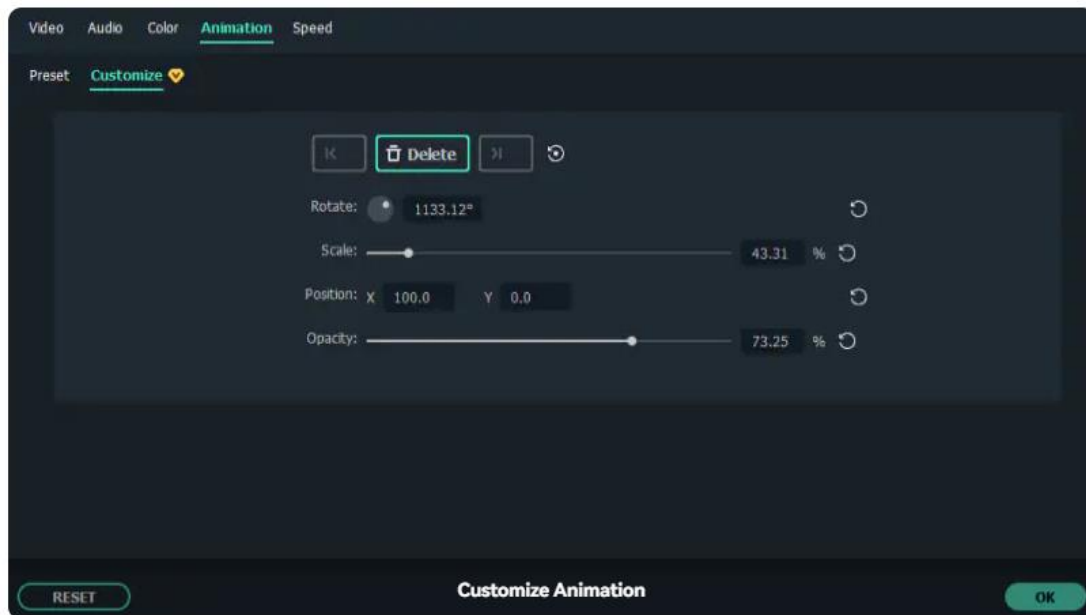 Video Audio Color Animation Speed
Preset Customize
Delete
Rotate: 1133.12°
Scale: 43.31 %
Position: X 100.0 Y 0.0
Opacity: 73.25 %
RESET Customize Animation OK